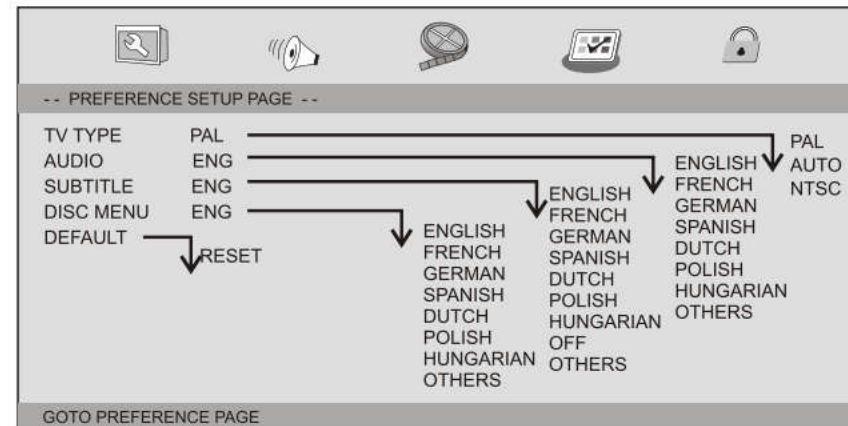 -- PREFERENCE SETUP PAGE --
TV TYPE PAL
AUDIO ENG
SUBTITLE ENG
DISC MENU ENG
DEFAULT
RESET
ENGLISH
FRENCH
GERMAN
SPANISH
DUTCH
POLISH
HUNGARIAN
OTHERS
ENGLISH
FRENCH
GERMAN
SPANISH
DUTCH
POLISH
HUNGARIAN
OFF
OTHERS
ENGLISH
FRENCH
GERMAN
SPANISH
DUTCH
POLISH
HUNGARIAN
OTHERS
PAL
AUTO
NTSC
GOTO PREFERENCE PAGE